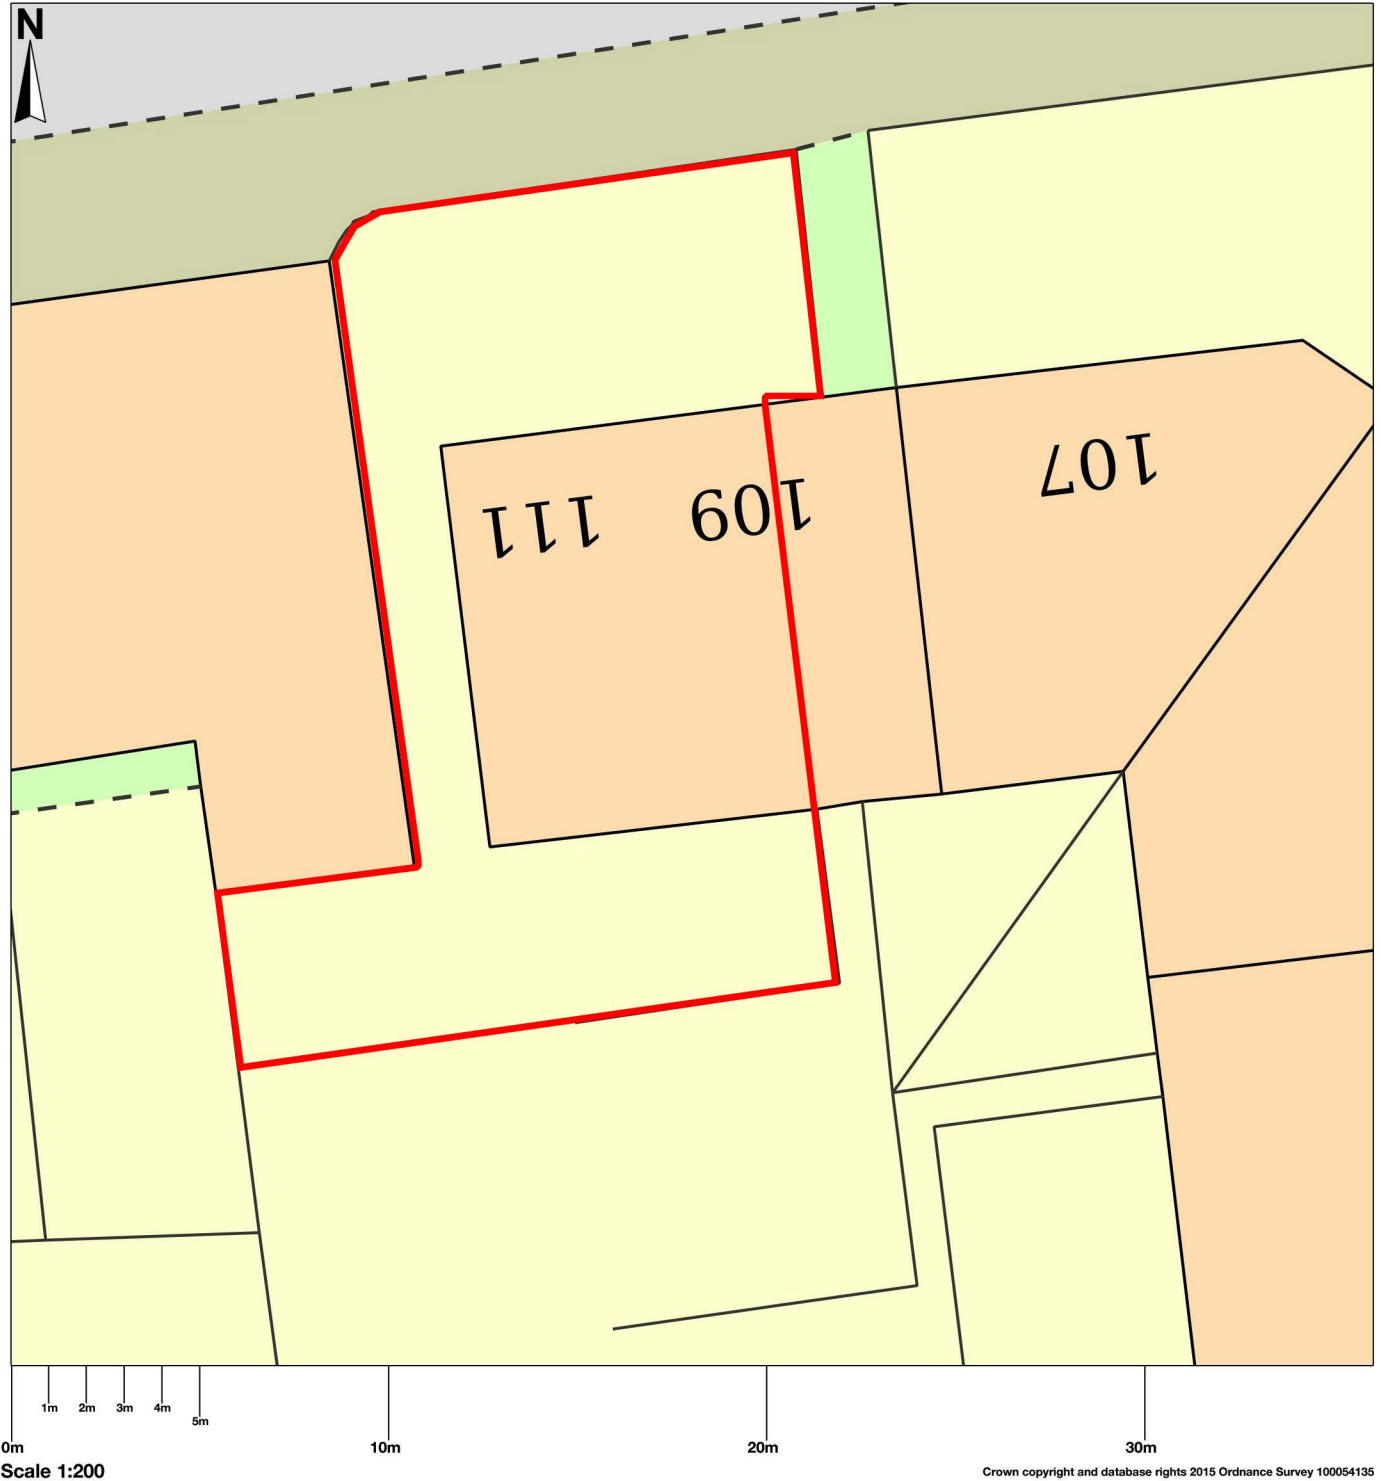 N
107
109
111
1m 2m 3m 4m
5m
0m 10m 20m 30m
Scale 1:200
Crown copyright and database rights 2015 Ordnance Survey 100054135